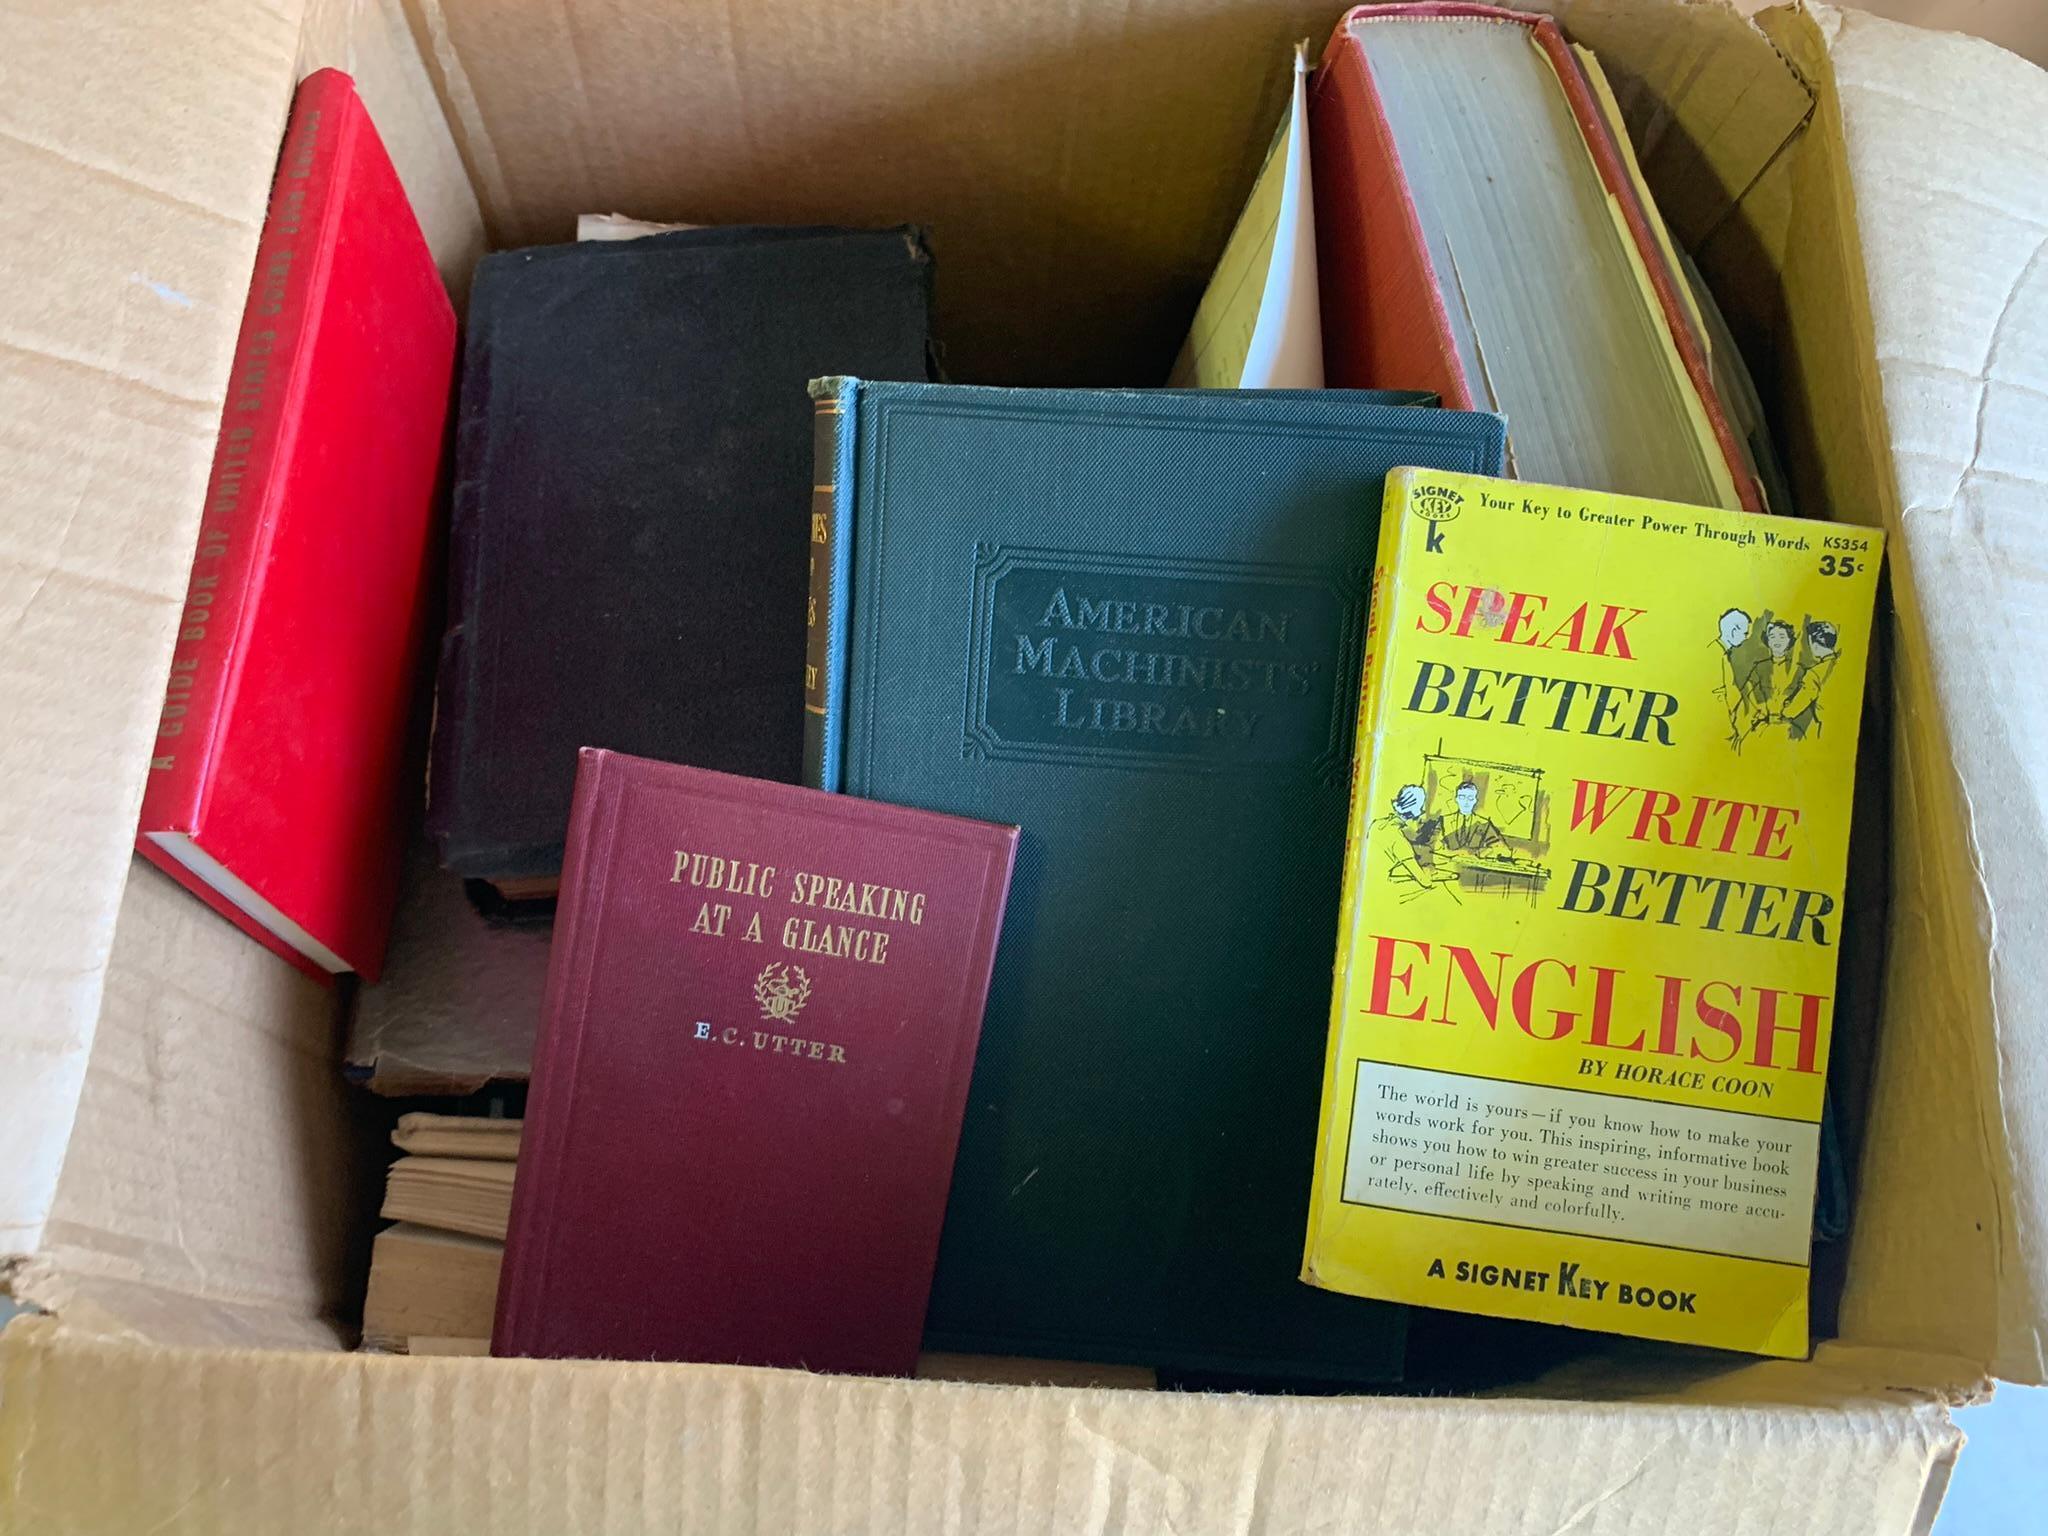 A GUIDE BOOK OF UNITED STATES COINS
EDITION
AMERICAN
MACHINISTS'
LIBRARY
PUBLIC SPEAKING
AT A GLANCE
U
E. C. UTTER
SIGNET
KEY
BOOKS
k
Your Key to Greater Power Through Words KS354
35c
SPEAK
BETTER
WRITE
BETTER
ENGLISH
BY HORACE COON
The world is yours—if you know how to make your
words work for you. This inspiring, informative book
shows you how to win greater success in your business
or personal life by speaking and writing more accu-
rately, effectively and colorfully.
A SIGNET KEY BOOK